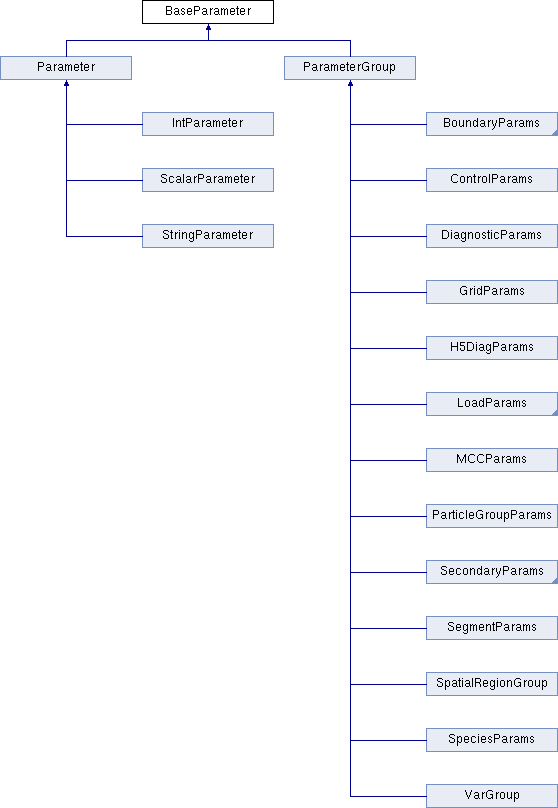 BaseParameter
Parameter
ParameterGroup
IntParameter
BoundaryParams
ScalarParameter
ControlParams
StringParameter
DiagnosticParams
GridParams
H5DiagParams
LoadParams
MCCParams
ParticleGroupParams
SecondaryParams
SegmentParams
SpatialRegionGroup
SpeciesParams
VarGroup